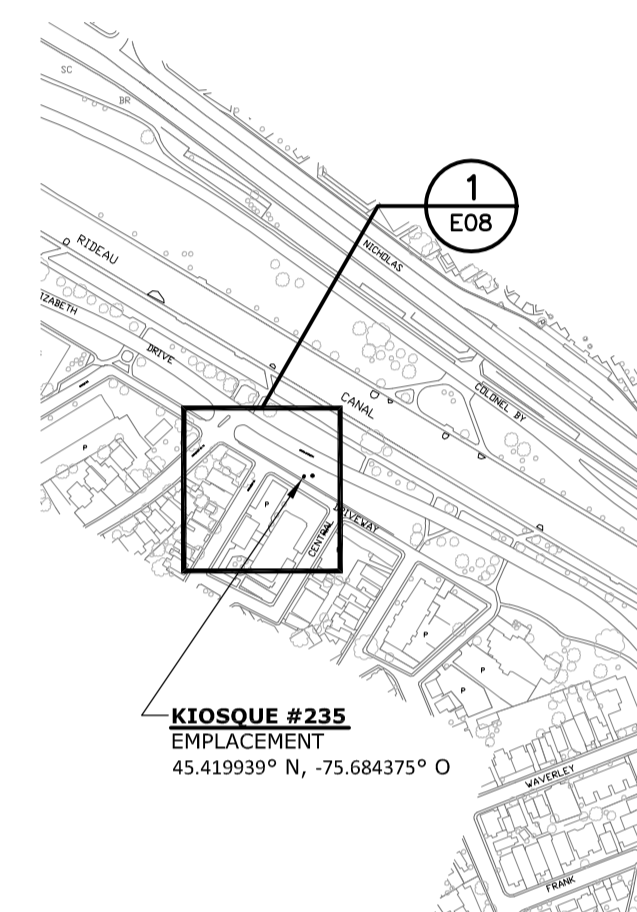 SC
BR
1
E08
NICHOLAS
RIDEAU
IZABETH
DRIVE
CANAL
COLONEL BY
P
P
DRIVEWAY
CENTRAL
P
P
P
KIOSQUE #235
EMPLACEMENT
45.419939° N, -75.684375° O
WAVERLEY
FRANK